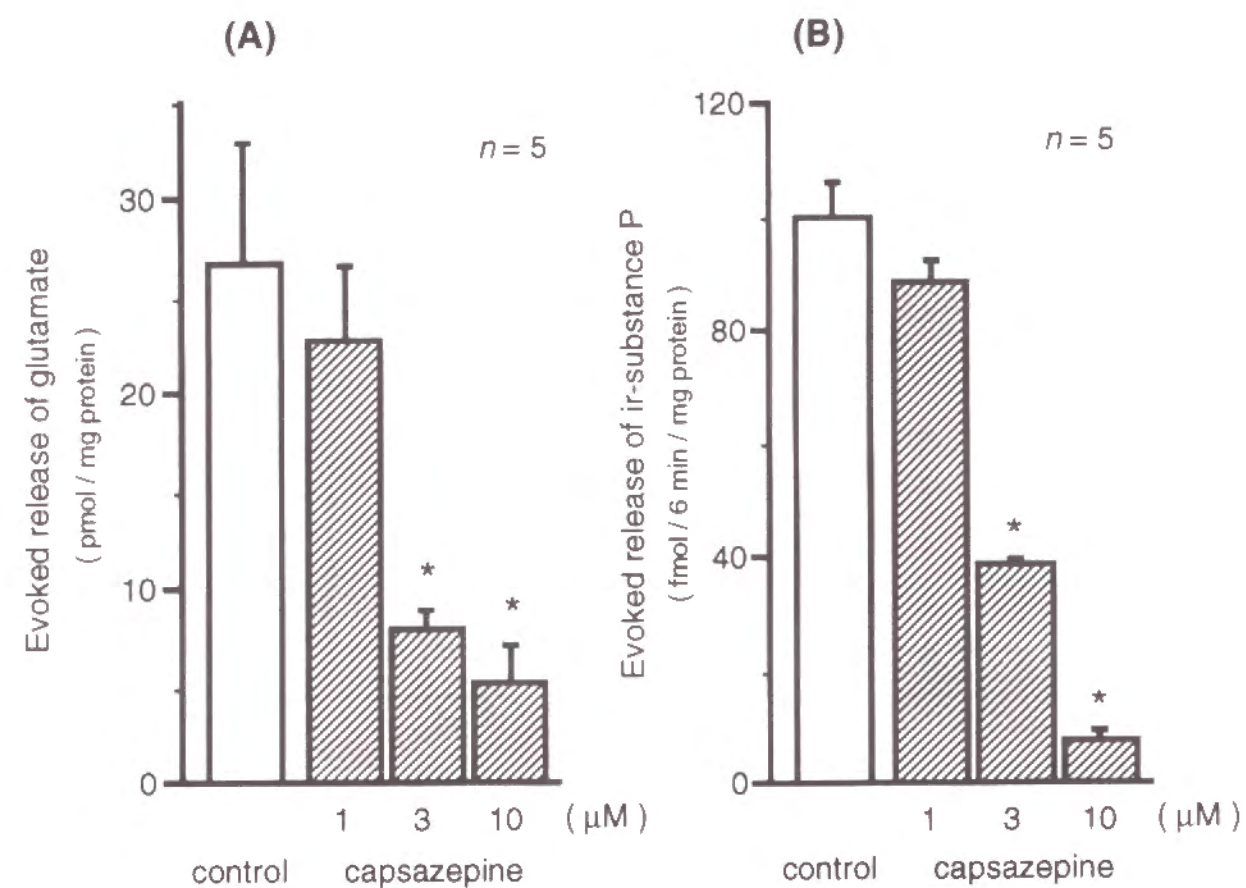 (A)
n = 5
Evoked release of glutamate
( pmol / mg protein )
30
20
10
0
*
*
1 3 10 ( μM )
control capsazepine
(B)
n = 5
Evoked release of ir-substance P
( fmol / 6 min / mg protein )
120
80
40
0
*
*
1 3 10 ( μM )
control capsazepine